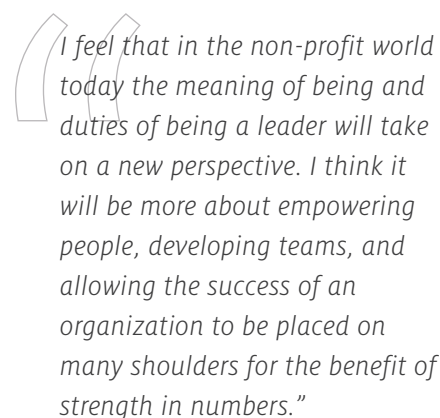 “I feel that in the non-profit world
today the meaning of being and
duties of being a leader will take
on a new perspective. I think it
will be more about empowering
people, developing teams, and
allowing the success of an
organization to be placed on
many shoulders for the benefit of
strength in numbers.”